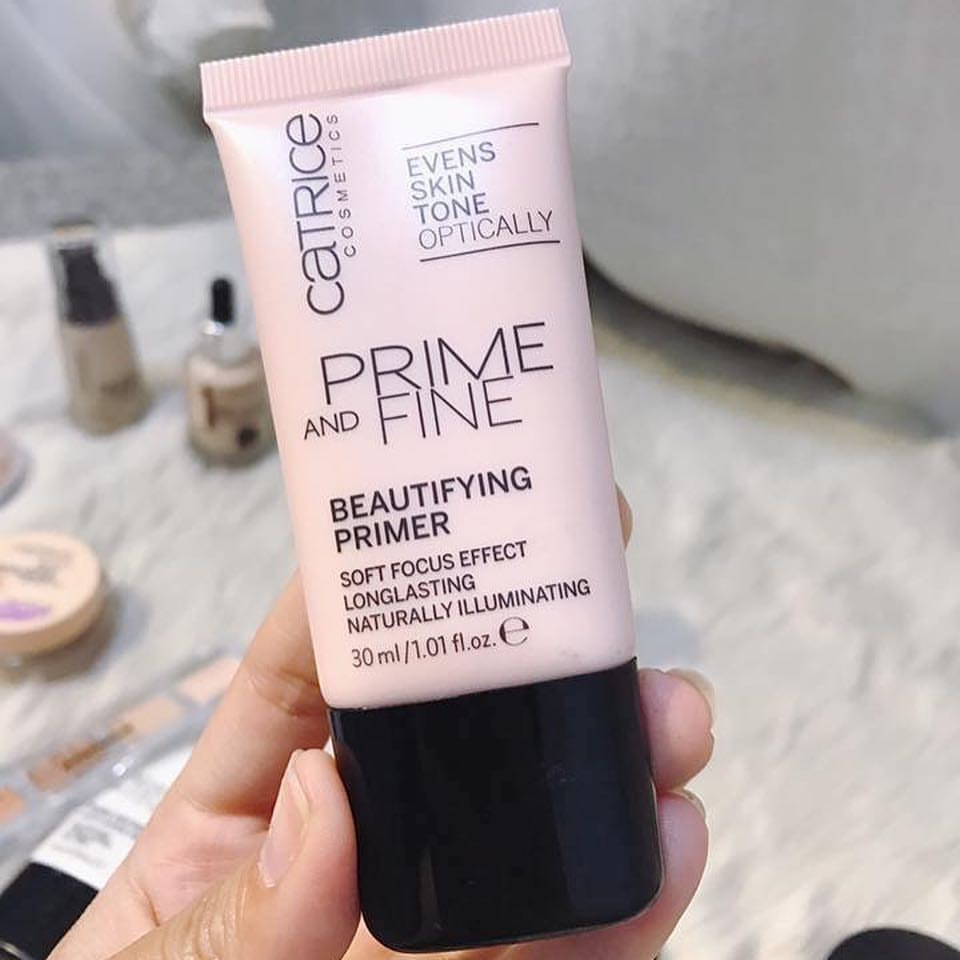 CATRICE
COSMETICS
EVENS
SKIN
TONE
OPTICALLY
PRIME
AND FINE
BEAUTIFYING
PRIMER
SOFT FOCUS EFFECT
LONGLASTING
NATURALLY ILLUMINATING
30 ml/1.01 fl.oz. ℮